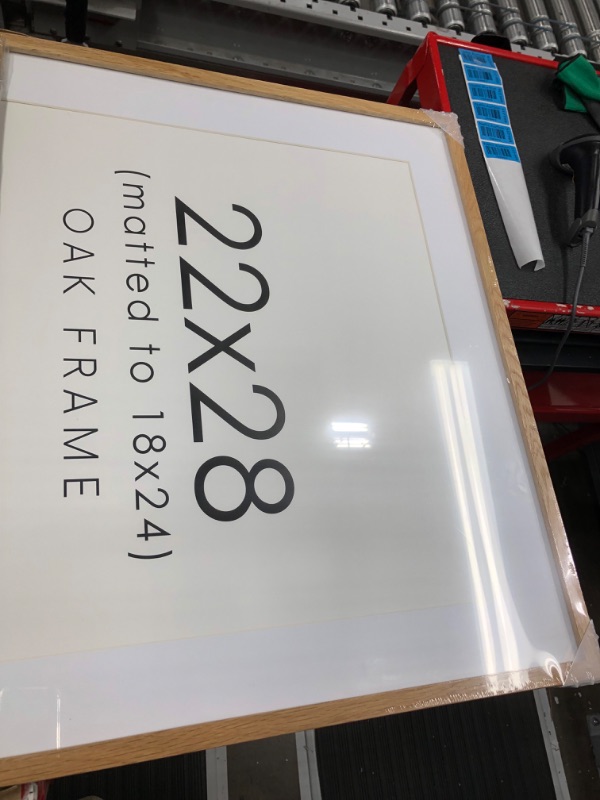 22x28
(matted to 18x24)
OAK FRAME